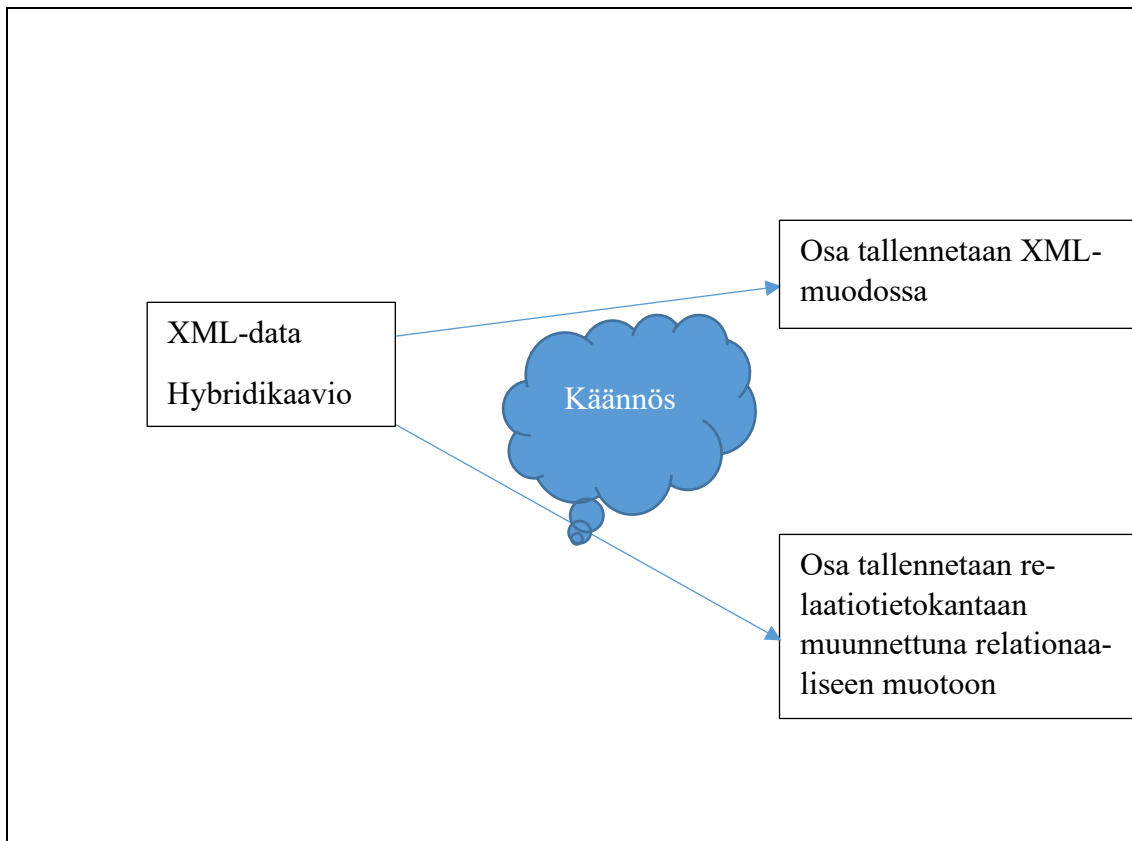 XML-data
Hybridikaavio
Käännös
Osa tallennetaan XML-
muodossa
Osa tallennetaan re-
laatiotietokantaan
muunnettuna relationaa-
liseen muotoon